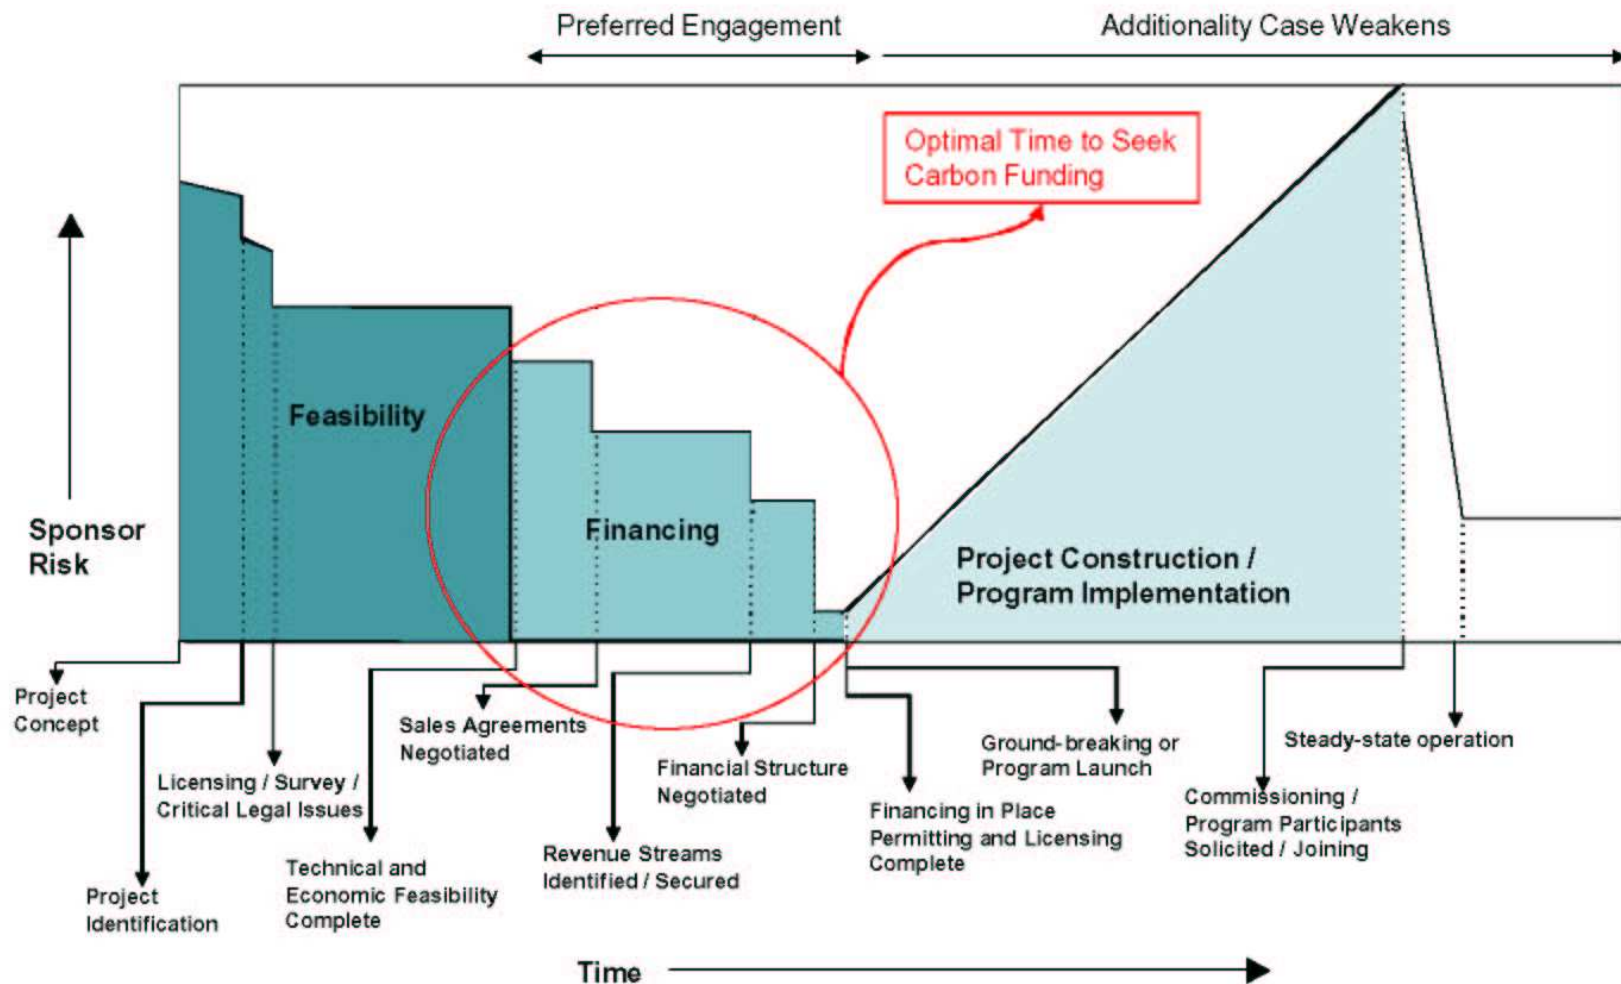 Preferred Engagement
Additionality Case Weakens
Optimal Time to Seek
Carbon Funding
Feasibility
Sponsor
Risk
Financing
Project Construction /
Program Implementation
Project
Concept
Sales Agreements
Negotiated
Licensing / Survey /
Critical Legal Issues
Financial Structure
Negotiated
Ground-breaking or
Program Launch
Steady-state operation
Project
Identification
Technical and
Economic Feasibility
Complete
Revenue Streams
Identified / Secured
Financing in Place
Permitting and Licensing
Complete
Commissioning /
Program Participants
Solicited / Joining
Time